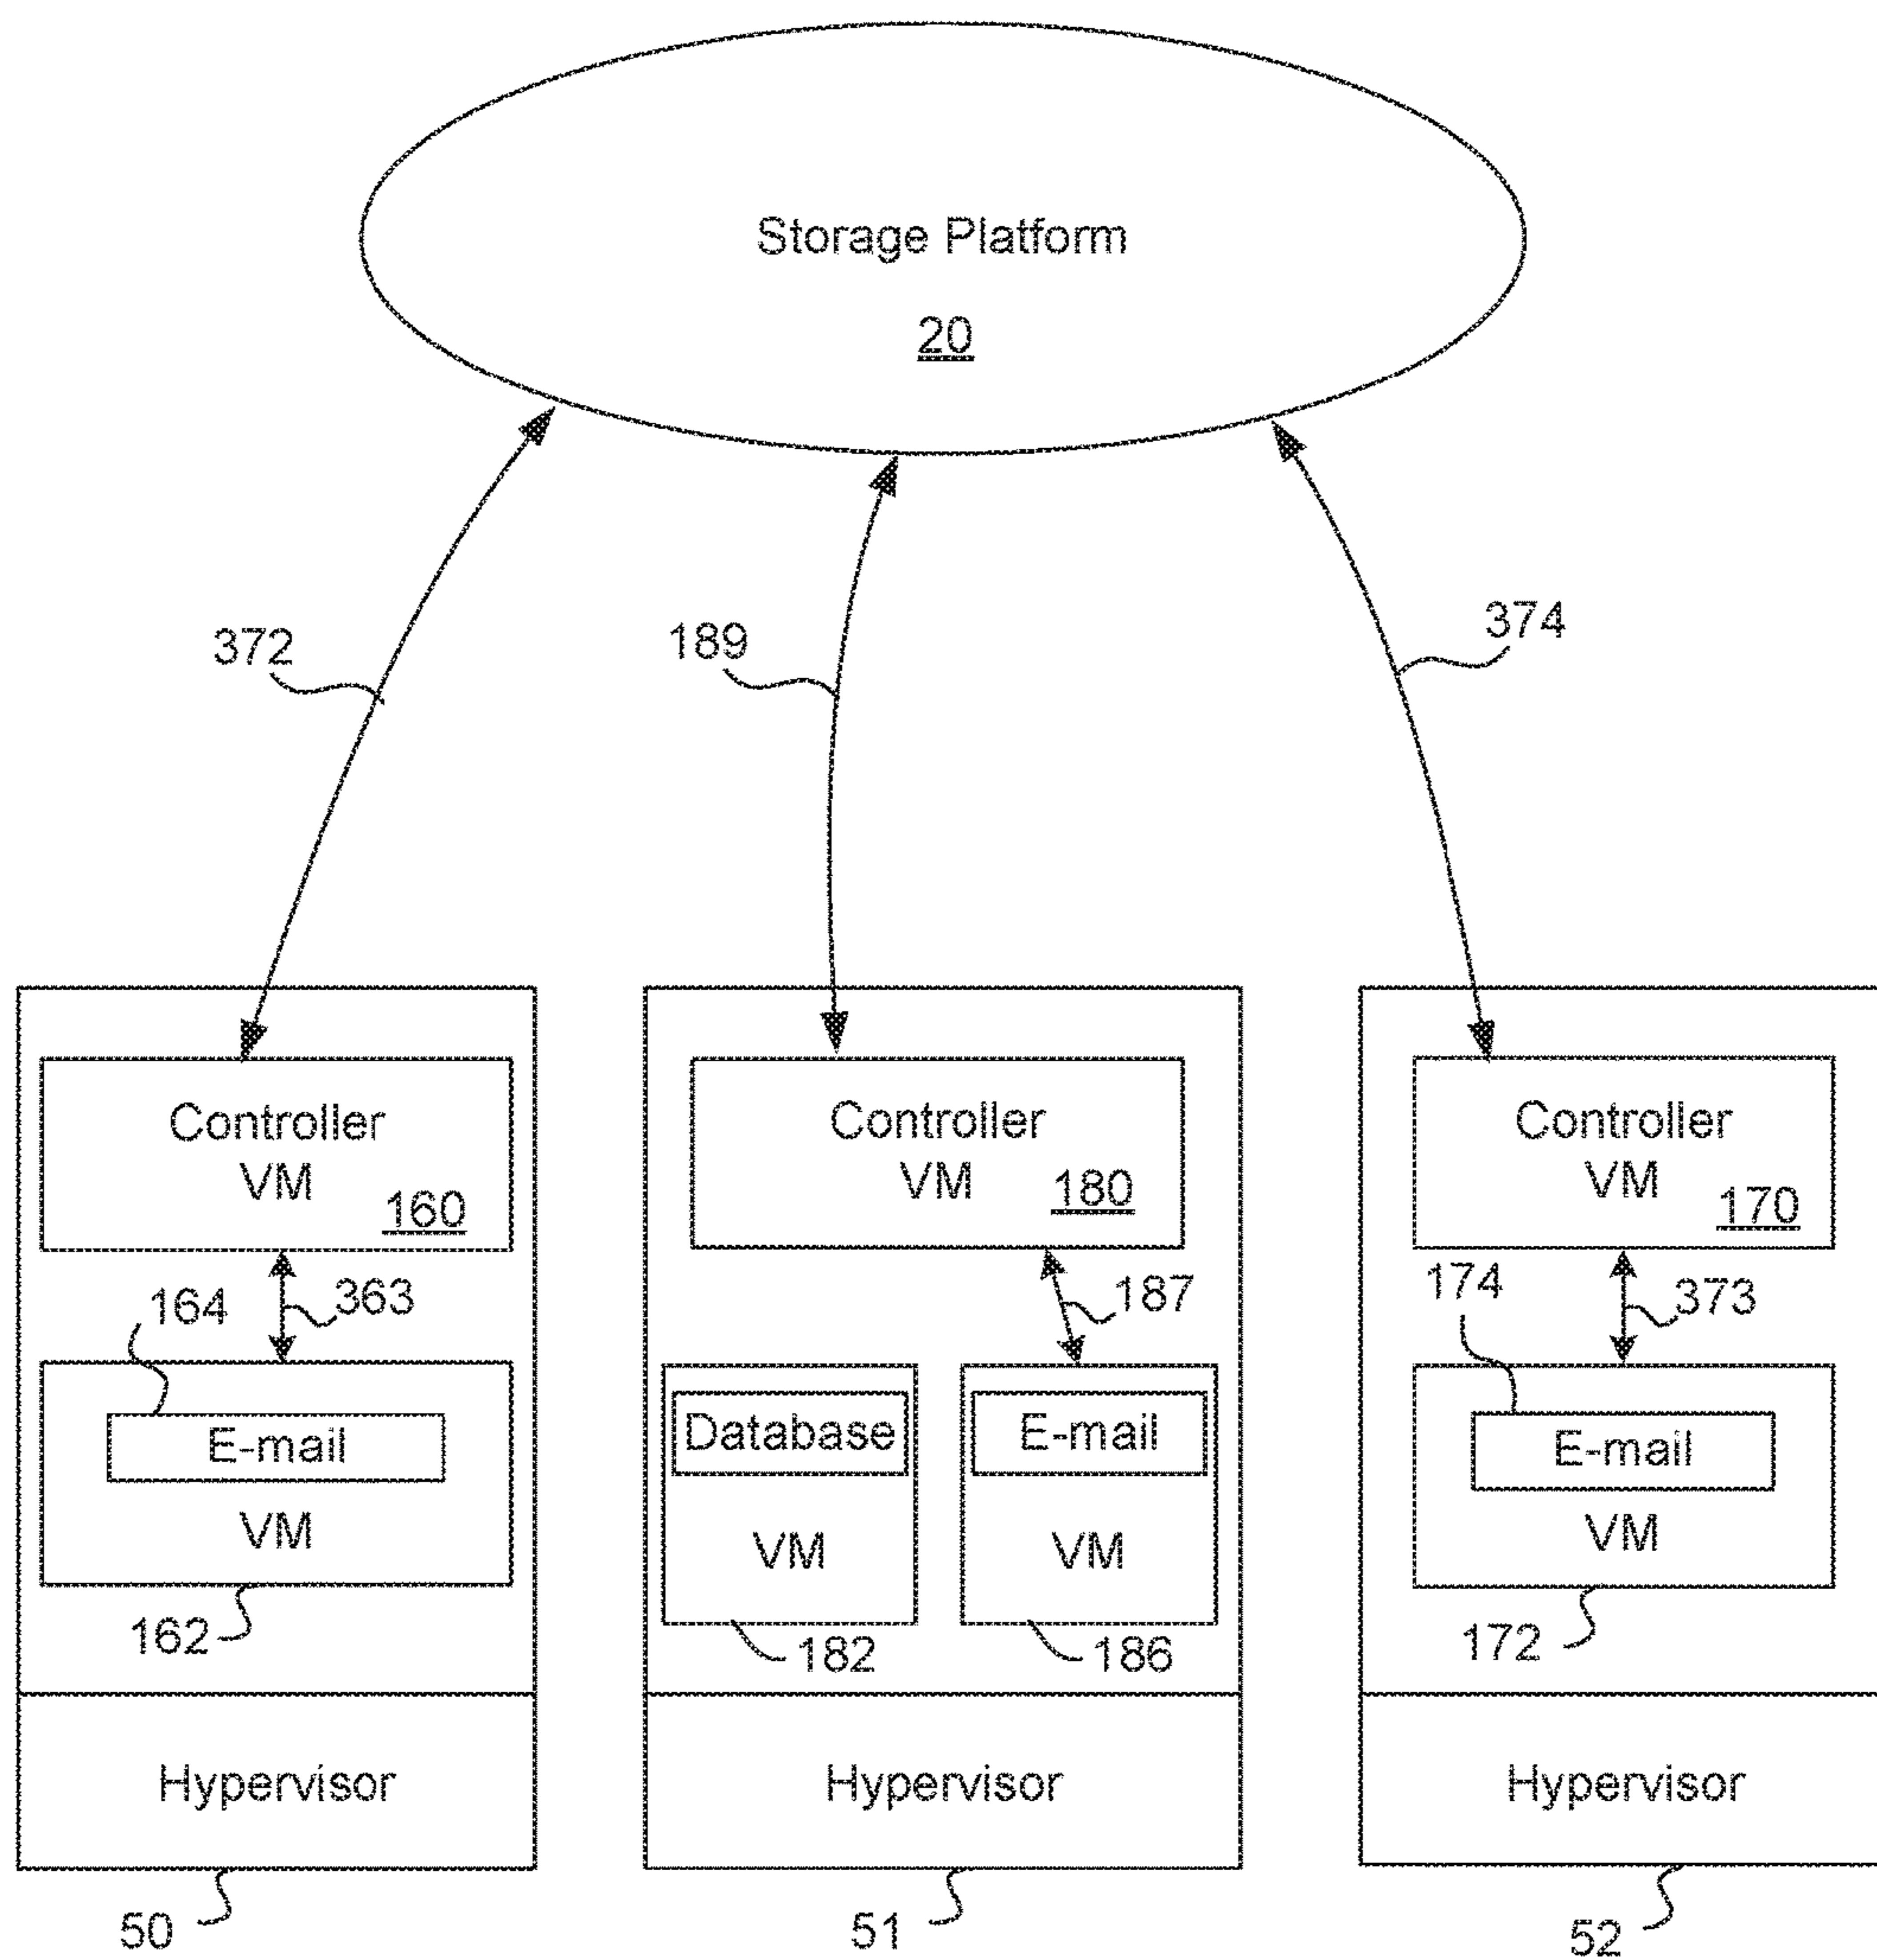 Storage Platform
20
372
189
374
Controller
VM
160
Controller
VM
180
Controller
VM
170
164
363
187
174
373
E-mail
VM
Database
VM
E-mail
VM
E-mail
VM
162
182
186
172
Hypervisor
Hypervisor
Hypervisor
50
51
52